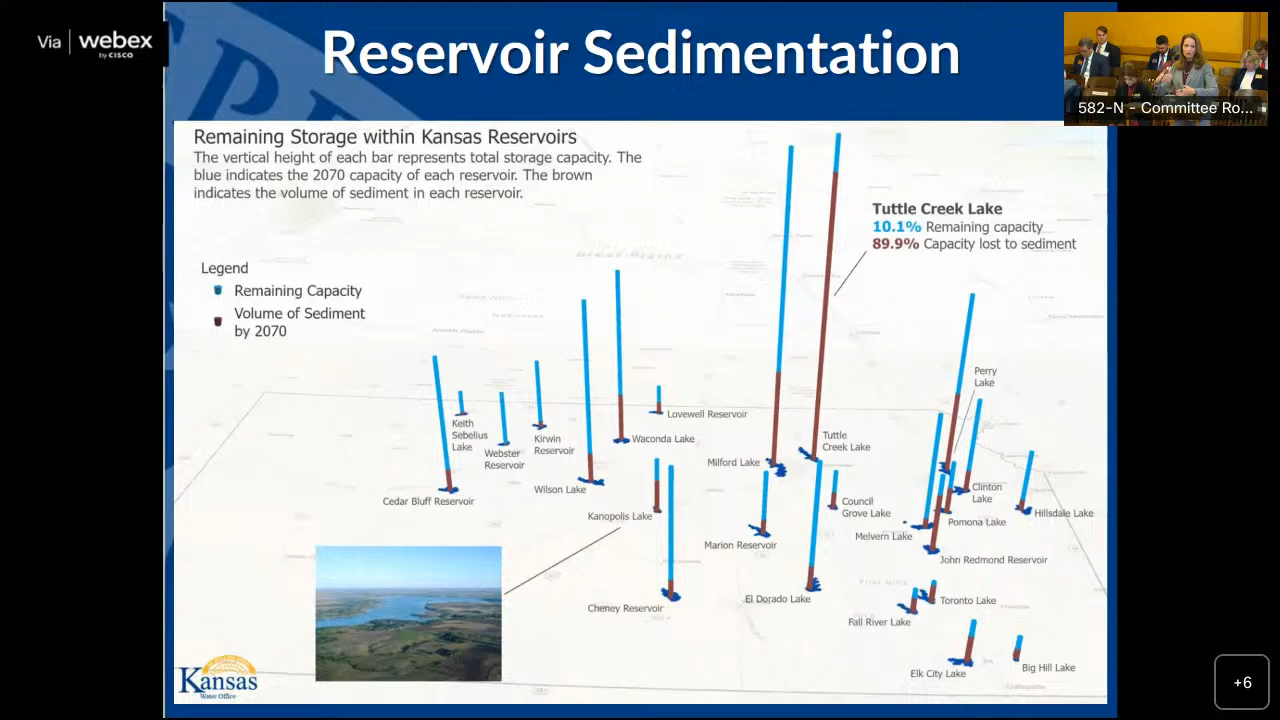 Via | webex
by CISCO
Reservoir Sedimentation
582-N - Committee Ro...
Remaining Storage within Kansas Reservoirs
The vertical height of each bar represents total storage capacity. The
blue indicates the 2070 capacity of each reservoir. The brown
indicates the volume of sediment in each reservoir.
Tuttle Creek Lake
10.1% Remaining capacity
89.9% Capacity lost to sediment
Legend
Remaining Capacity
Volume of Sediment
by 2070
Perry
Lake
Keith
Sebelius
Lake
Webster
Reservoir
Kirwin
Reservoir
Lovewell Reservoir
Waconda Lake
Tuttle
Creek Lake
Milford Lake
Cedar Bluff Reservoir
Wilson Lake
Kanopolis Lake
Council
Grove Lake
Clinton
Lake
Hillsdale Lake
Pomona Lake
Melvern Lake
Marion Reservoir
John Redmond Reservoir
Cheney Reservoir
El Dorado Lake
Toronto Lake
Fall River Lake
Elk City Lake
Big Hill Lake
Kansas
Water Office
+6